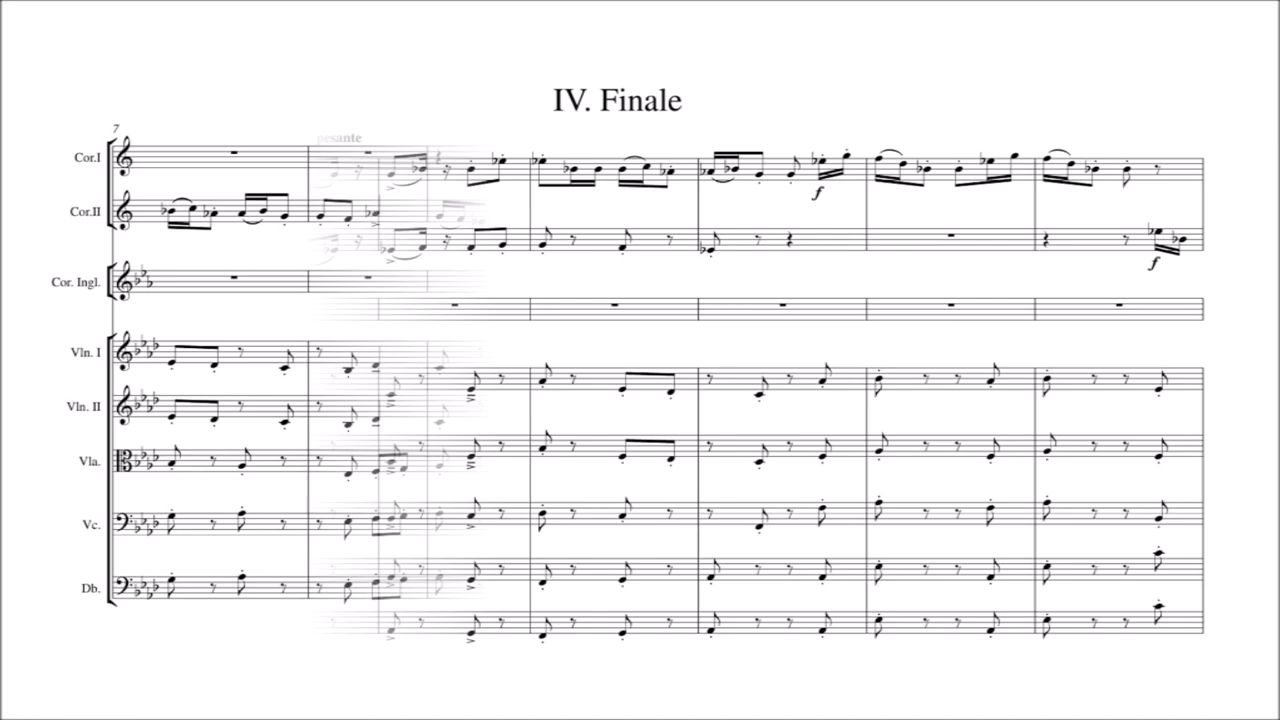 IV. Finale
7
pesante
Cor.I
Cor.II
f
Cor. Ingl.
f
Vln. I
Vln. II
Vla.
Vc.
Db.